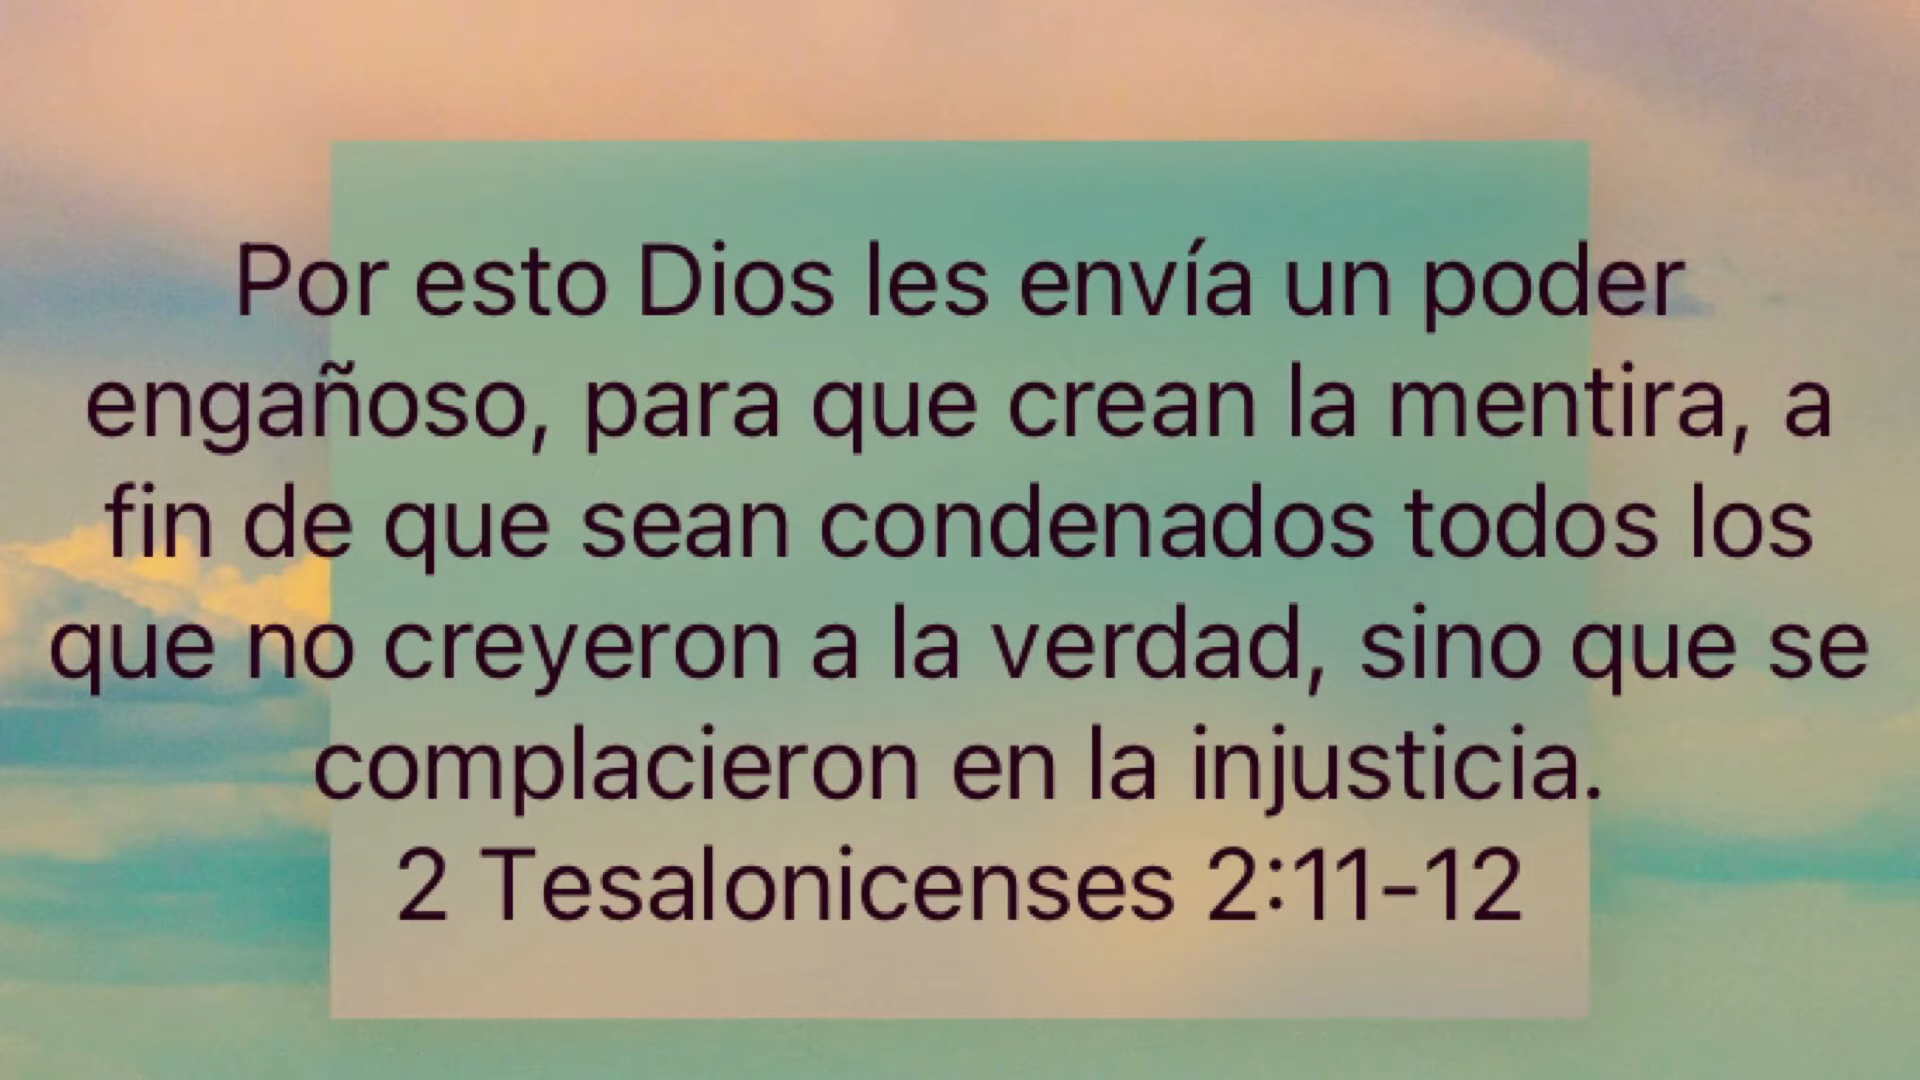 Por esto Dios les envía un poder
engañoso, para que crean la mentira, a
fin de que sean condenados todos los
que no creyeron a la verdad, sino que se
complacieron en la injusticia.
2 Tesalonicenses 2:11-12